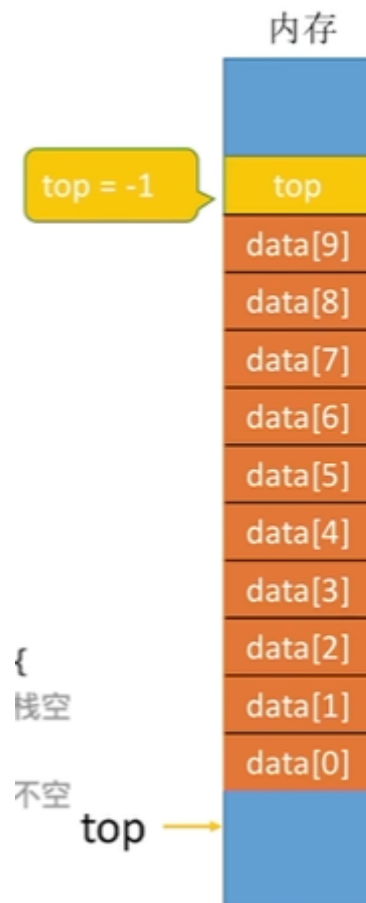 内存
top = -1
top
data[9]
data[8]
data[7]
data[6]
data[5]
data[4]
data[3]
data[2]
{
data[1]
栈空
data[0]
不空
top